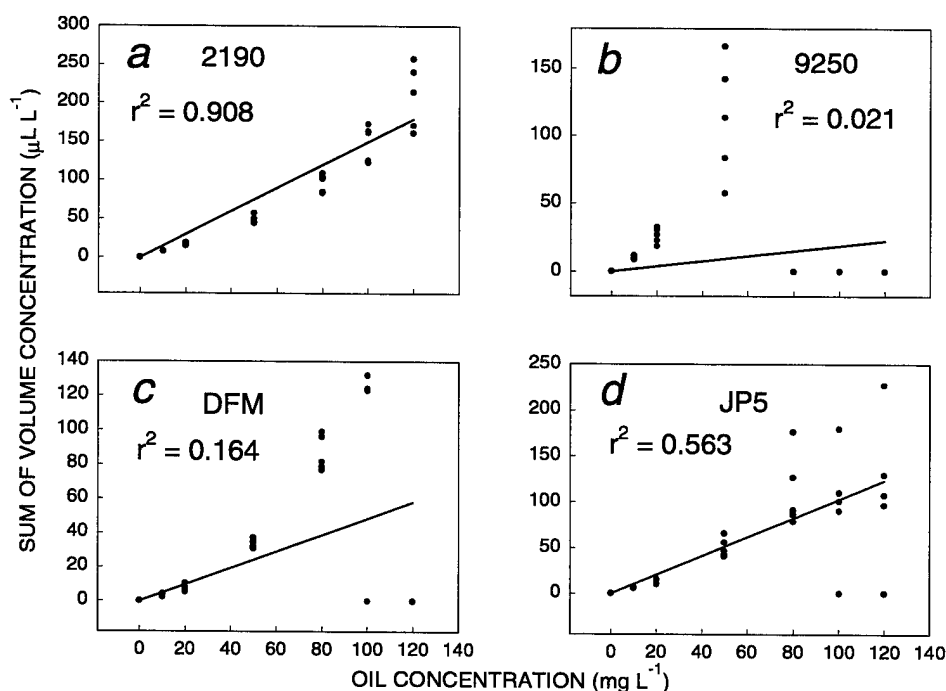 SUM OF VOLUME CONCENTRATION (µL L⁻¹)
300
250
200
150
100
50
0
a 2190
r² = 0.908
150
100
50
0
b 9250
r² = 0.021
140
120
100
80
60
40
20
0
c DFM
r² = 0.164
0 20 40 60 80 100 120 140
250
200
150
100
50
0
d JP5
r² = 0.563
0 20 40 60 80 100 120 140
OIL CONCENTRATION (mg L⁻¹)